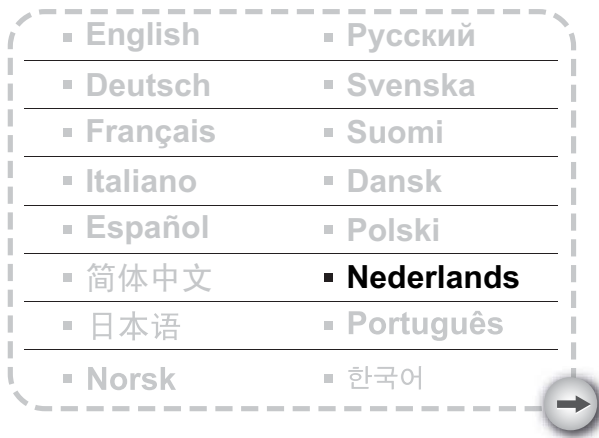 English
Русский
Deutsch
Svenska
Français
Suomi
Italiano
Dansk
Español
Polski
简体中文
Nederlands
日本语
Português
Norsk
한국어